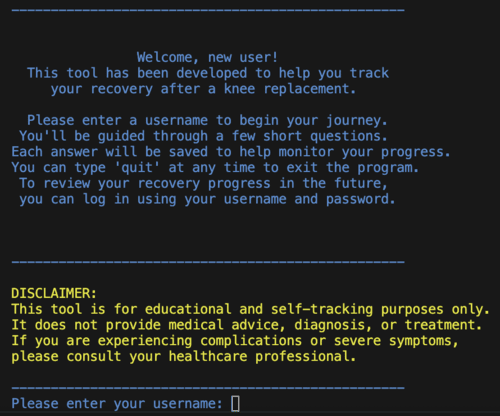 Welcome, new user!
This tool has been developed to help you track
your recovery after a knee replacement.
Please enter a username to begin your journey.
You'll be guided through a few short questions.
Each answer will be saved to help monitor your progress.
You can type 'quit' at any time to exit the program.
To review your recovery progress in the future,
you can log in using your username and password.
DISCLAIMER:
This tool is for educational and self-tracking purposes only.
It does not provide medical advice, diagnosis, or treatment.
If you are experiencing complications or severe symptoms,
please consult your healthcare professional.
Please enter your username: